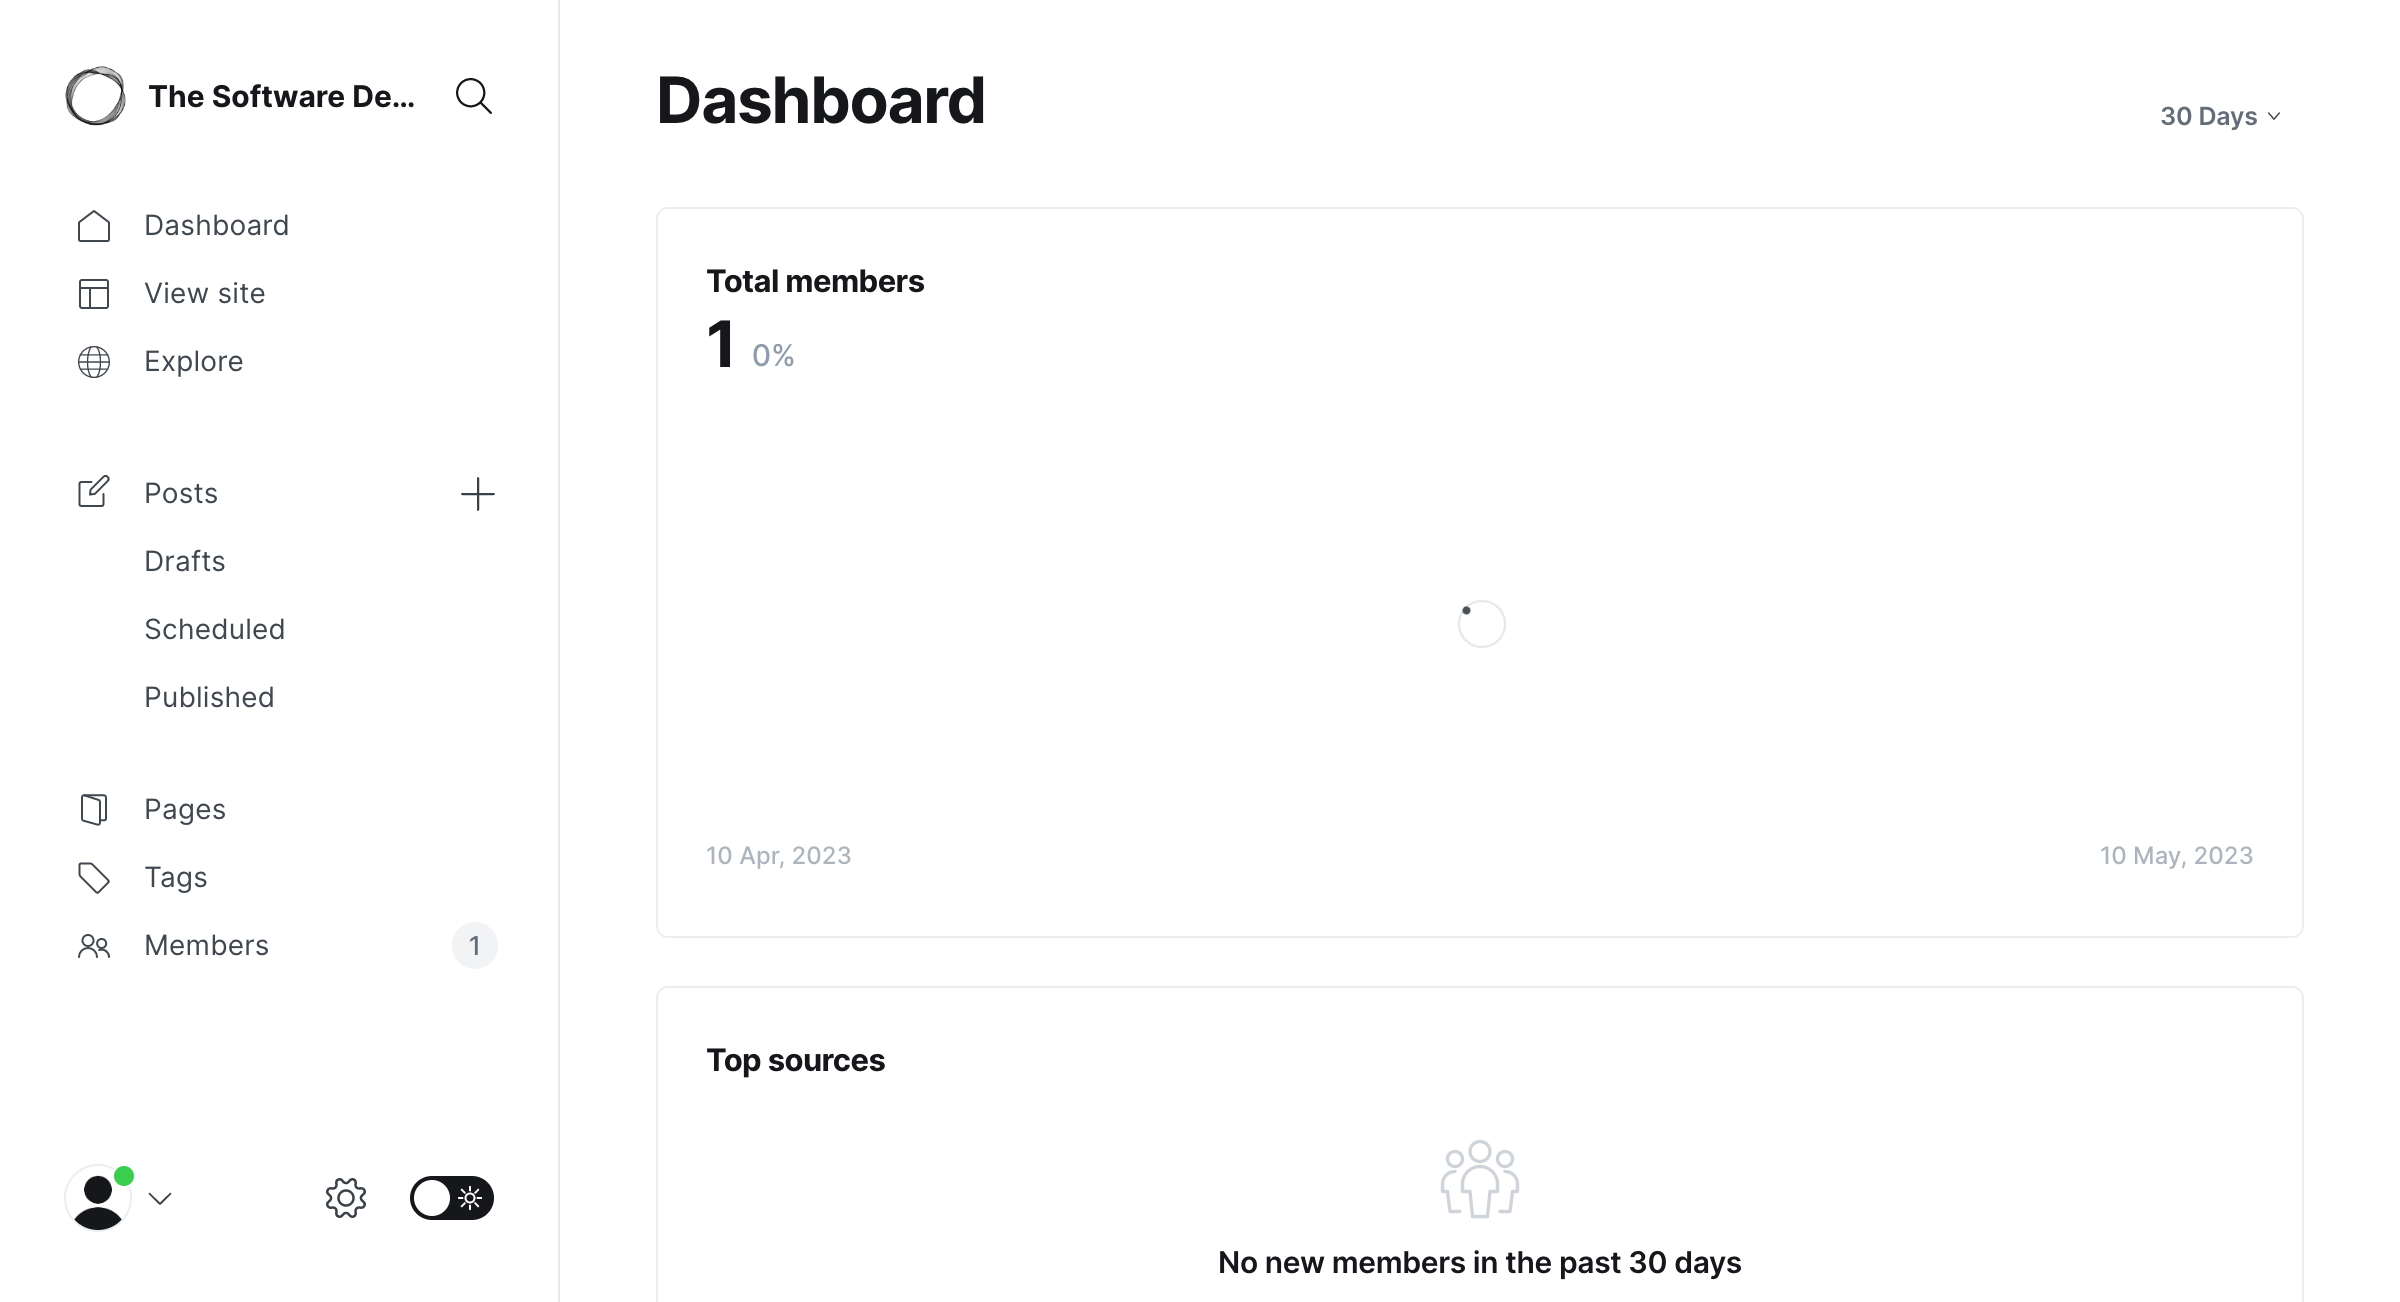 The Software De...
Dashboard
View site
Explore
Posts
Drafts
Scheduled
Published
Pages
Tags
Members 1
Dashboard
30 Days
Total members
1 0%
10 Apr, 2023 10 May, 2023
Top sources
No new members in the past 30 days